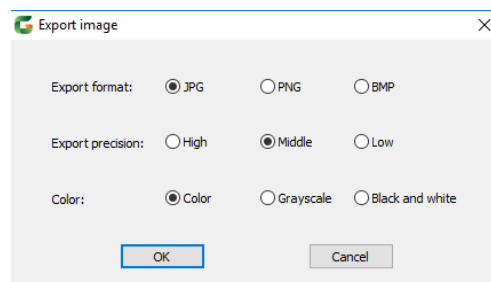 Export image
Export format: JPG PNG BMP
Export precision: High Middle Low
Color: Color Grayscale Black and white
OK Cancel